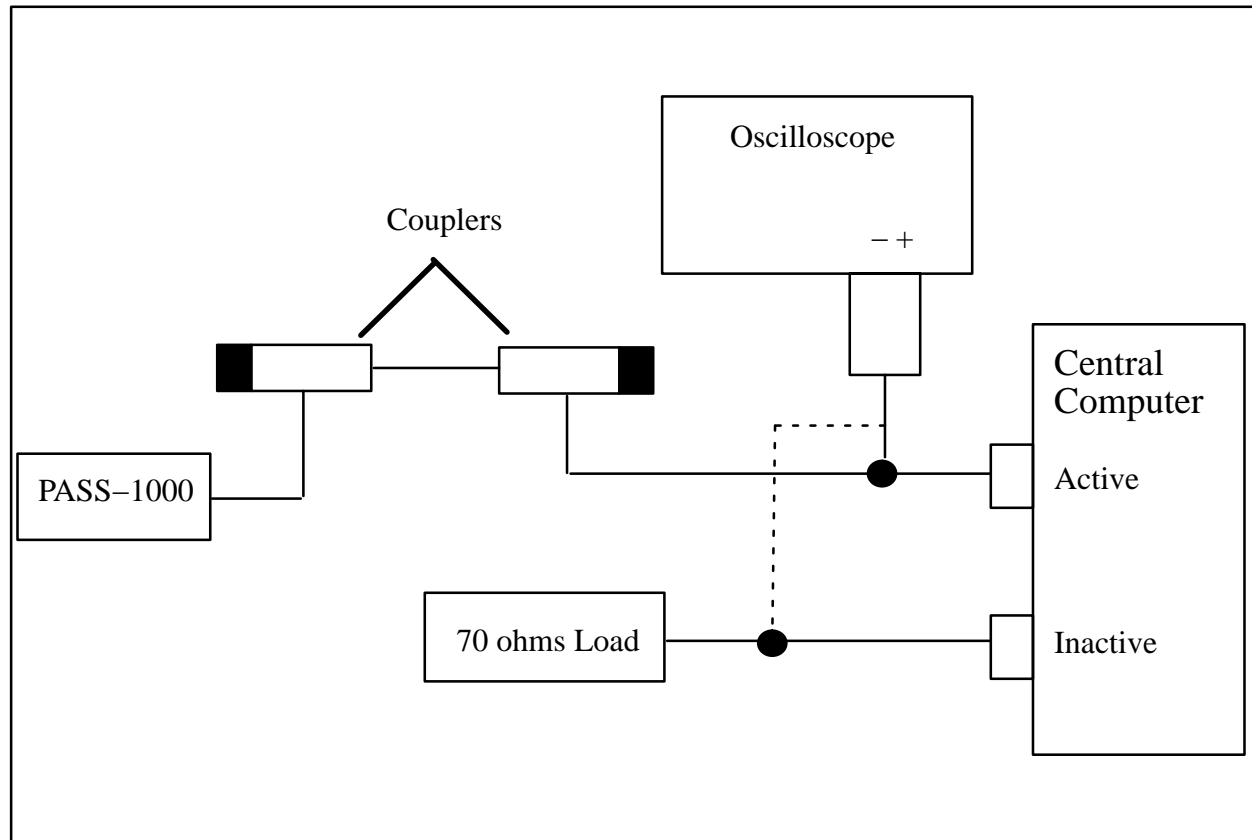 Oscilloscope
Couplers
− +
Central
Computer
PASS−1000
Active
70 ohms Load
Inactive